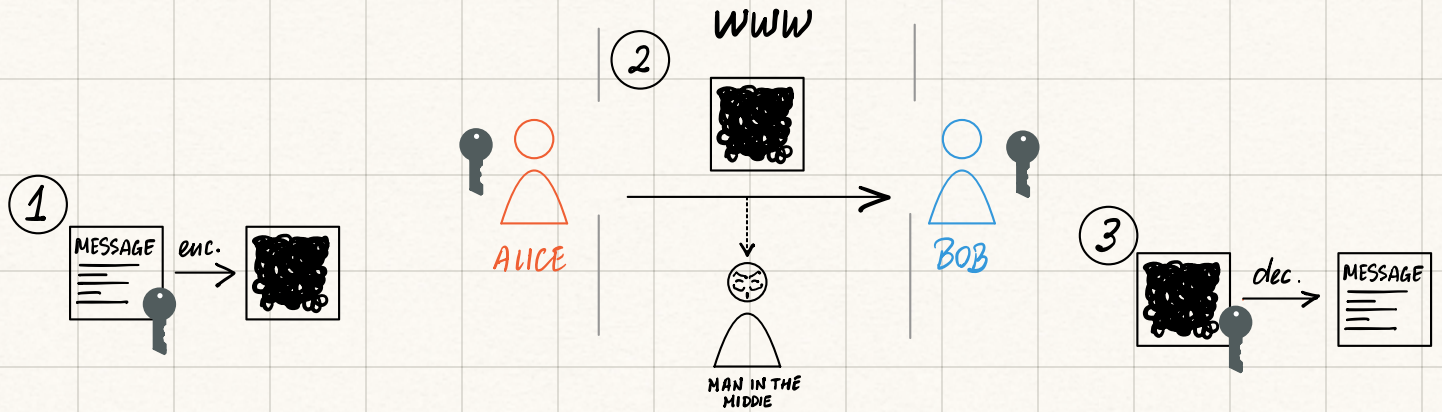 WWW
2
1
MESSAGE
enc.
ALICE
BOB
3
MESSAGE
dec.
MAN IN THE
MIDDLE